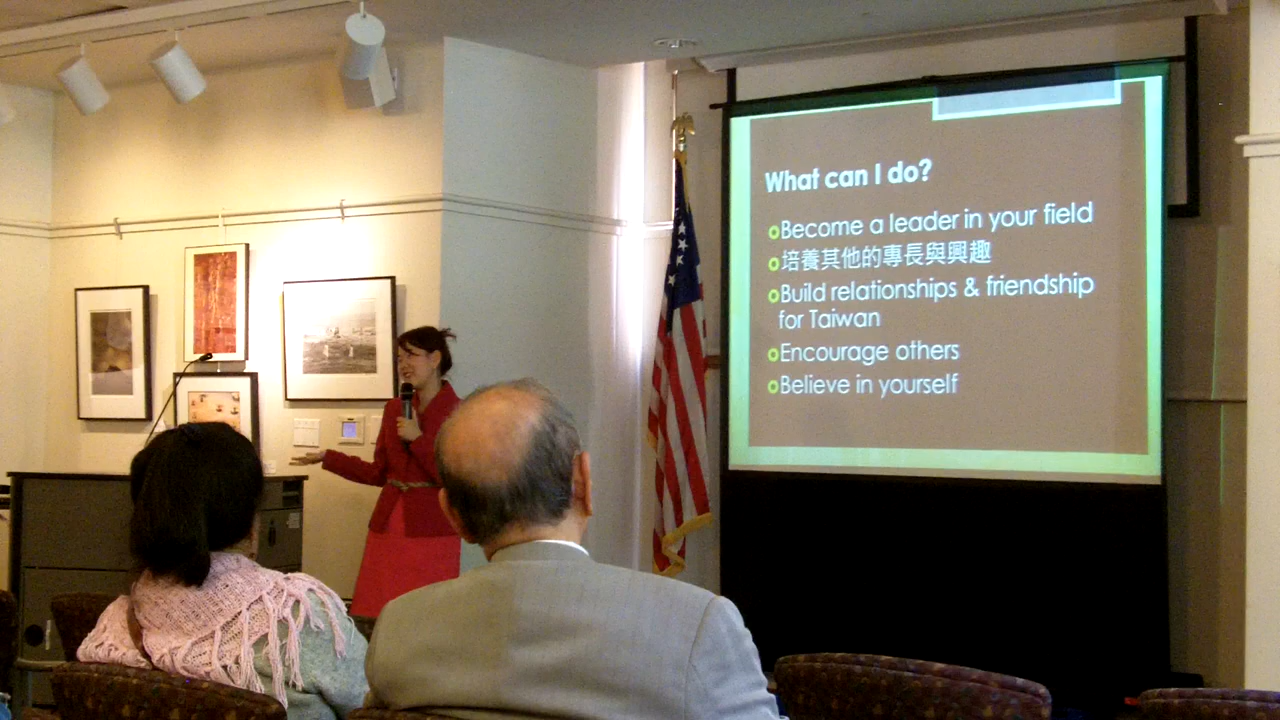 What can I do?
Become a leader in your field
培養其他的專長與興趣
Build relationships & friendship
for Taiwan
Encourage others
Believe in yourself